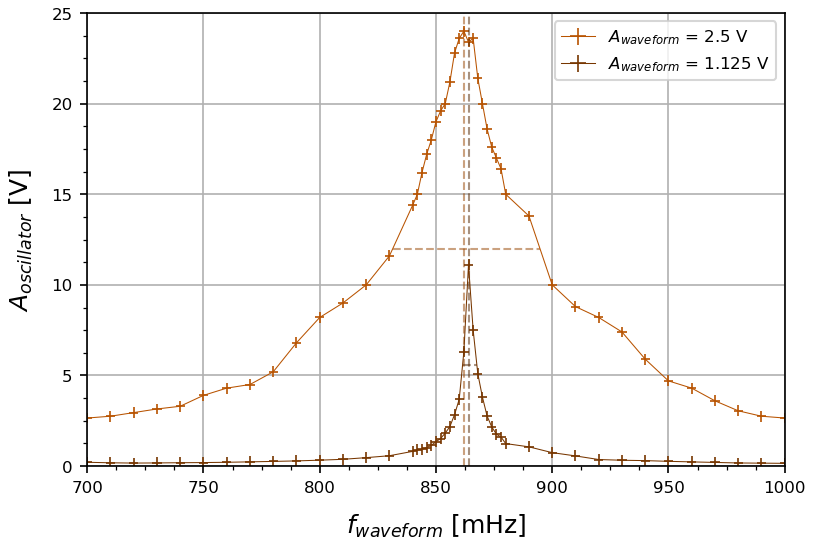 A_waveform = 2.5 V
A_waveform = 1.125 V
25
20
15
10
5
0
A_oscillator [V]
700 750 800 850 900 950 1000
f_waveform [mHz]